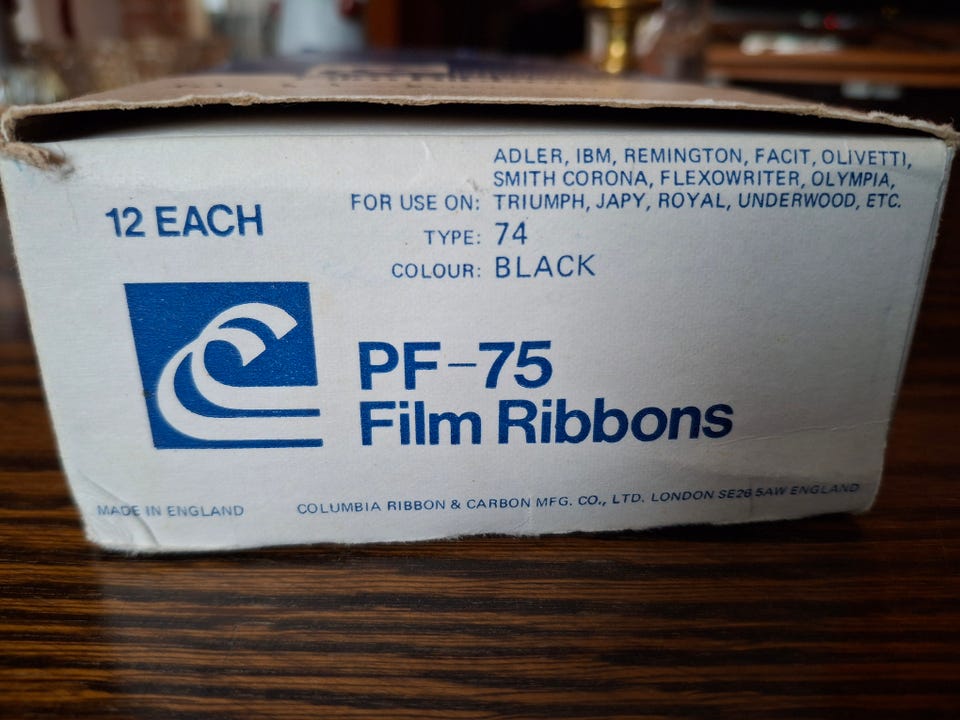 12 EACH
ADLER, IBM, REMINGTON, FACIT, OLIVETTI,
SMITH CORONA, FLEXOWRITER, OLYMPIA,
FOR USE ON: TRIUMPH, JAPY, ROYAL, UNDERWOOD, ETC.
TYPE: 74
COLOUR: BLACK
PF-75
Film Ribbons
MADE IN ENGLAND
COLUMBIA RIBBON & CARBON MFG. CO., LTD. LONDON SE26 5AW ENGLAND